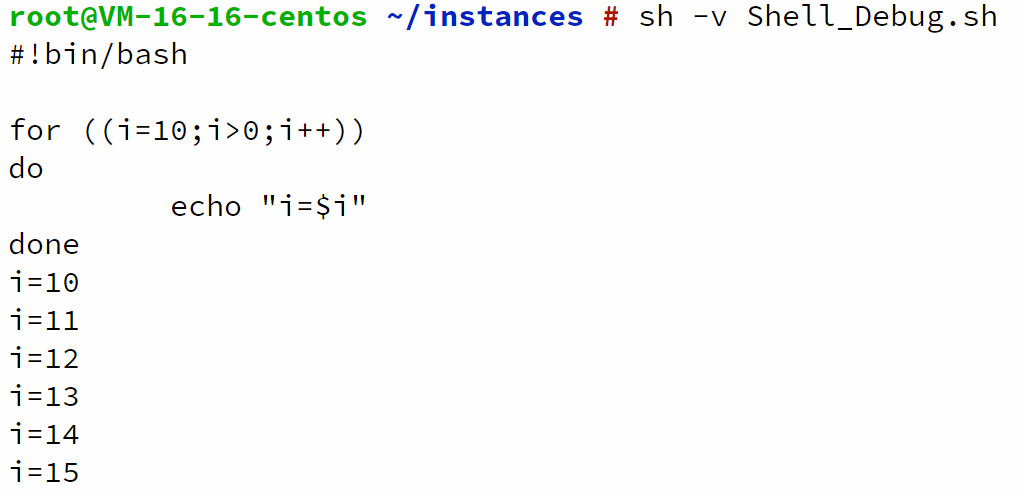 root@VM-16-16-centos ~/instances # sh -v Shell_Debug.sh
#!bin/bash
for ((i=10;i>0;i++))
do
echo "i=$i"
done
i=10
i=11
i=12
i=13
i=14
i=15